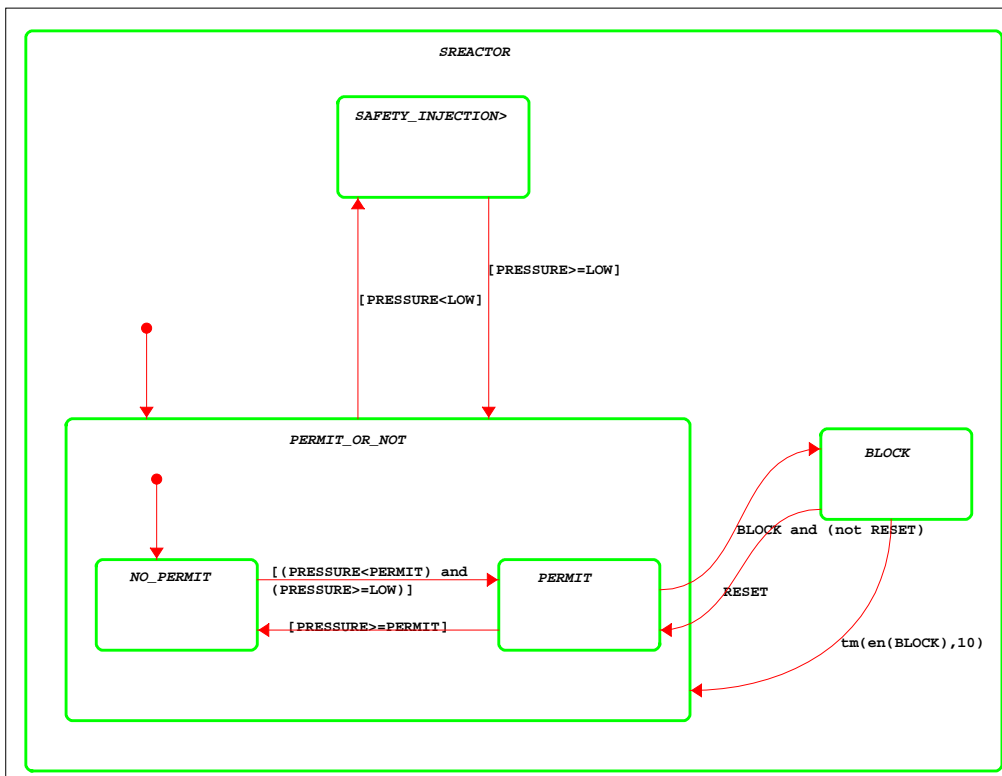 SREACTOR
SAFETY_INJECTION>
[PRESSURE>=LOW]
[PRESSURE<LOW]
PERMIT_OR_NOT
BLOCK
BLOCK and (not RESET)
NO_PERMIT
[(PRESSURE<PERMIT) and
(PRESSURE>=LOW)]
PERMIT
RESET
[PRESSURE>=PERMIT]
tm(en(BLOCK),10)